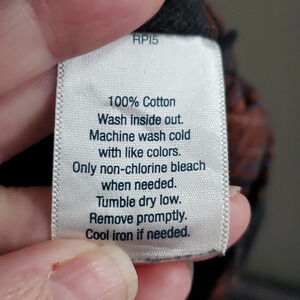 RPI5
100% Cotton
Wash inside out.
Machine wash cold
with like colors.
Only non-chlorine bleach
when needed.
Tumble dry low.
Remove promptly.
Cool iron if needed.